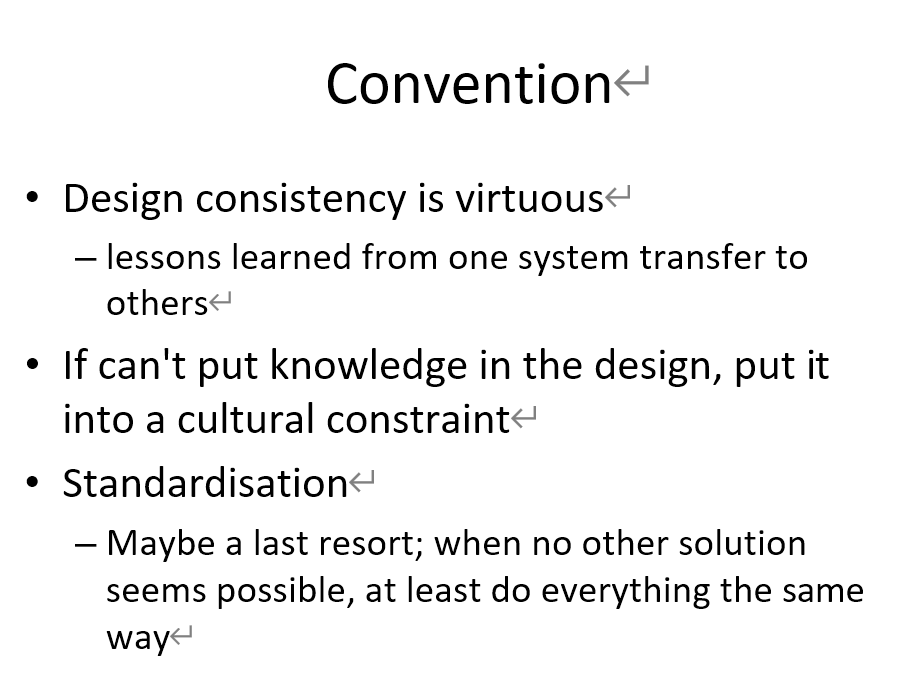 Convention↵
• Design consistency is virtuous↵
– lessons learned from one system transfer to
others↵
• If can't put knowledge in the design, put it
into a cultural constraint↵
• Standardisation↵
– Maybe a last resort; when no other solution
seems possible, at least do everything the same
way↵